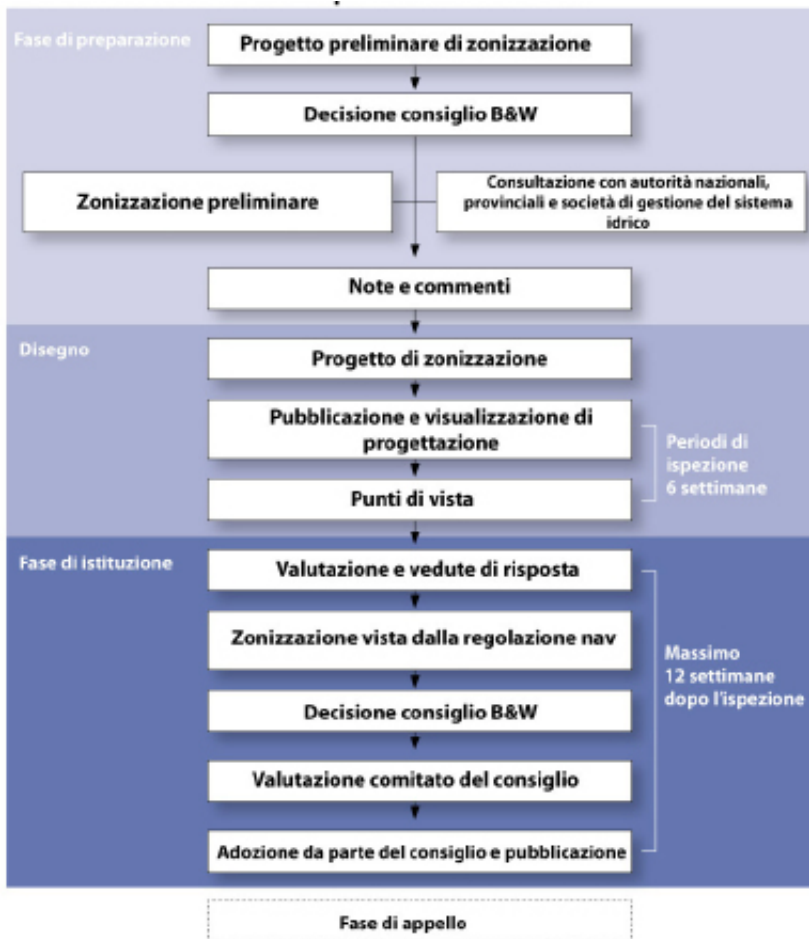 Fase di preparazione
Progetto preliminare di zonizzazione
Decisione consiglio B&W
Zonizzazione preliminare
Consultazione con autorità nazionali,
provinciali e società di gestione del sistema
idrico
Note e commenti
Disegno
Progetto di zonizzazione
Pubblicazione e visualizzazione di
progettazione
Periodi di
ispezione
6 settimane
Punti di vista
Fase di istituzione
Valutazione e vedute di risposta
Zonizzazione vista dalla regolazione nav
Massimo
12 settimane
dopo l'ispezione
Decisione consiglio B&W
Valutazione comitato del consiglio
Adozione da parte del consiglio e pubblicazione
Fase di appello